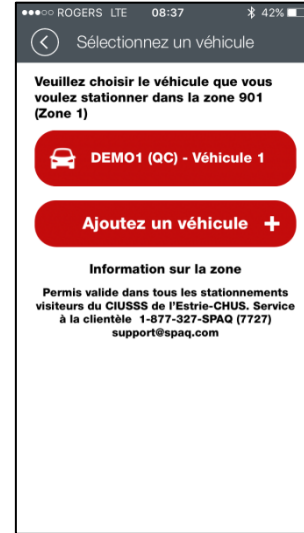 ●●●○○ ROGERS LTE 08:37 42%
Sélectionnez un véhicule
Veuillez choisir le véhicule que vous
voulez stationner dans la zone 901
(Zone 1)
DEMO1 (QC) - Véhicule 1
Ajoutez un véhicule +
Information sur la zone
Permis valide dans tous les stationnements
visiteurs du CIUSSS de l'Estrie-CHUS. Service
à la clientèle 1-877-327-SPAQ (7727)
support@spaq.com